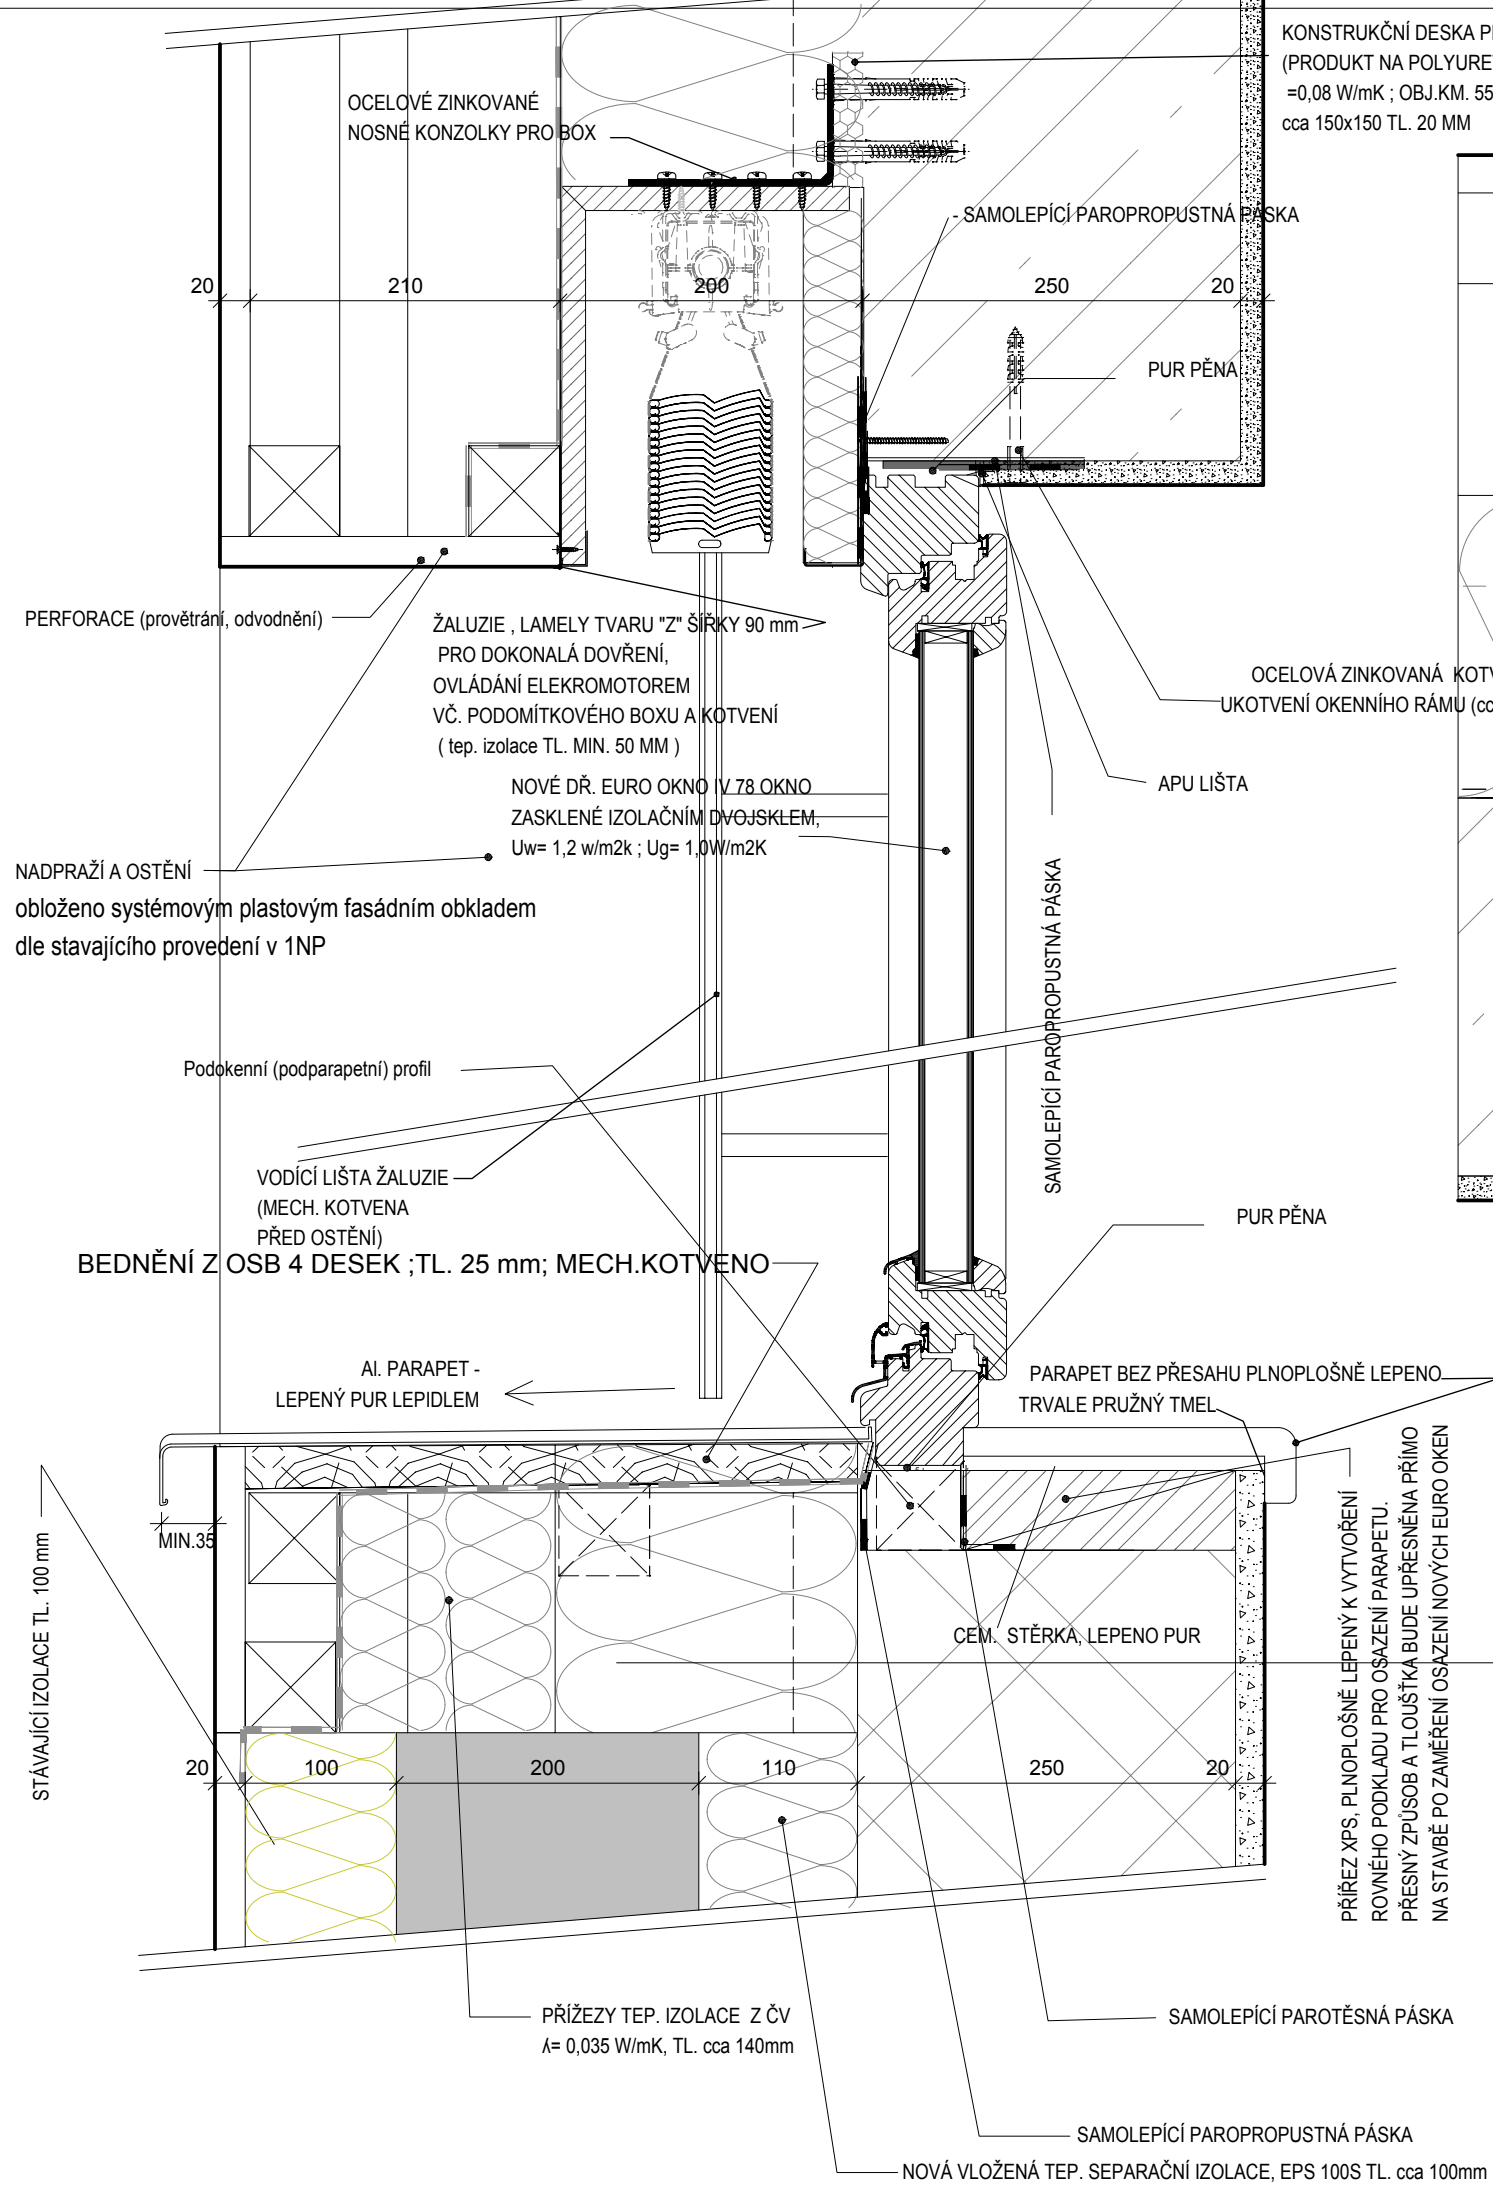 KONSTRUKČNÍ DESKA
(PRODUKT NA
=0,08 W/mK ; OBJ.KM. 55
cca 150x150 TL. 20 MM
OCELOVÉ ZINKOVANÉ
NOSNÉ KONZOLKY PRO BOX
- SAMOLEPÍCÍ PAROPROPUSTNÁ PÁSKA
20
210
200
250
20
PUR PĚNA
PERFORACE (provětrání, odvodnění)
ŽALUZIE , LAMELY TVARU "Z" ŠÍŘKY 90 mm
PRO DOKONALÁ DOVŘENÍ,
OVLÁDÁNÍ ELEKROMOTOREM
VČ. PODOMÍTKOVÉHO BOXU A KOTVENÍ
( tep. izolace TL. MIN. 50 MM )
OCELOVÁ ZINKOVANÁ
UKOTVENÍ OKENNÍHO RÁMU
APU LIŠTA
NOVÉ DŘ. EURO OKNO IV 78 OKNO
ZASKLENÉ IZOLAČNÍM DVOJSKLEM,
Uw= 1,2 w/m2k ; Ug= 1,0W/m2K
NADPRAŽÍ A OSTĚNÍ
obloženo systémovým plastovým fasádním obkladem
dle stavajícího provedení v 1NP
SAMOLEPÍCÍ PAROPROPUSTNÁ PÁSKA
Podokenní (podparapetní) profil
VODÍCÍ LIŠTA ŽALUZIE
(MECH. KOTVENA
PŘED OSTĚNÍ)
PUR PĚNA
BEDNĚNÍ Z OSB 4 DESEK ;TL. 25 mm; MECH.KOTVENO
Al. PARAPET -
LEPENÝ PUR LEPIDLEM
PARAPET BEZ PŘESAHU PLNOPLOŠNĚ LEPENO
TRVALE PRUŽNÝ TMEL
MIN.35
STÁVAJÍCÍ IZOLACE TL. 100 mm
CEM. STĚRKA, LEPENO PUR
PŘÍŘEZ XPS, PLNOPLOŠNĚ LEPENÝ K VYTVOŘENÍ
ROVNÉHO PODKLADU PRO OSAZENÍ PARAPETU.
PŘESNÝ ZPŮSOB A TLOUŠŤKA BUDE UPŘESNĚNA PŘÍMO
NA STAVBĚ PO ZAMĚŘENÍ OSAZENÍ NOVÝCH EURO OKEN
20
100
200
110
250
20
PŘÍŽEZY TEP. IZOLACE Z ČV
ʎ= 0,035 W/mK, TL. cca 140mm
SAMOLEPÍCÍ PAROTĚSNÁ PÁSKA
SAMOLEPÍCÍ PAROPROPUSTNÁ PÁSKA
NOVÁ VLOŽENÁ TEP. SEPARAČNÍ IZOLACE, EPS 100S TL. cca 100mm